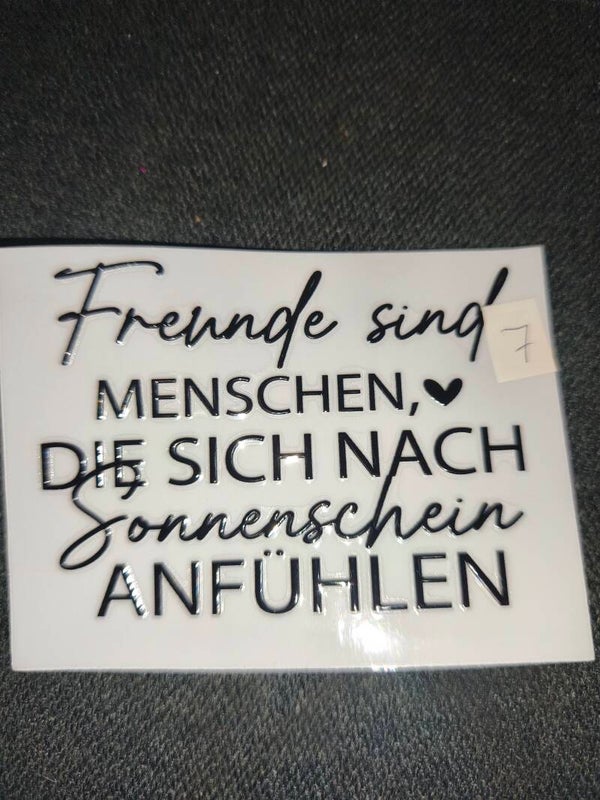 Freunde sind
7
MENSCHEN,
DIE SICH NACH
Sonnenschein
ANFÜHLEN